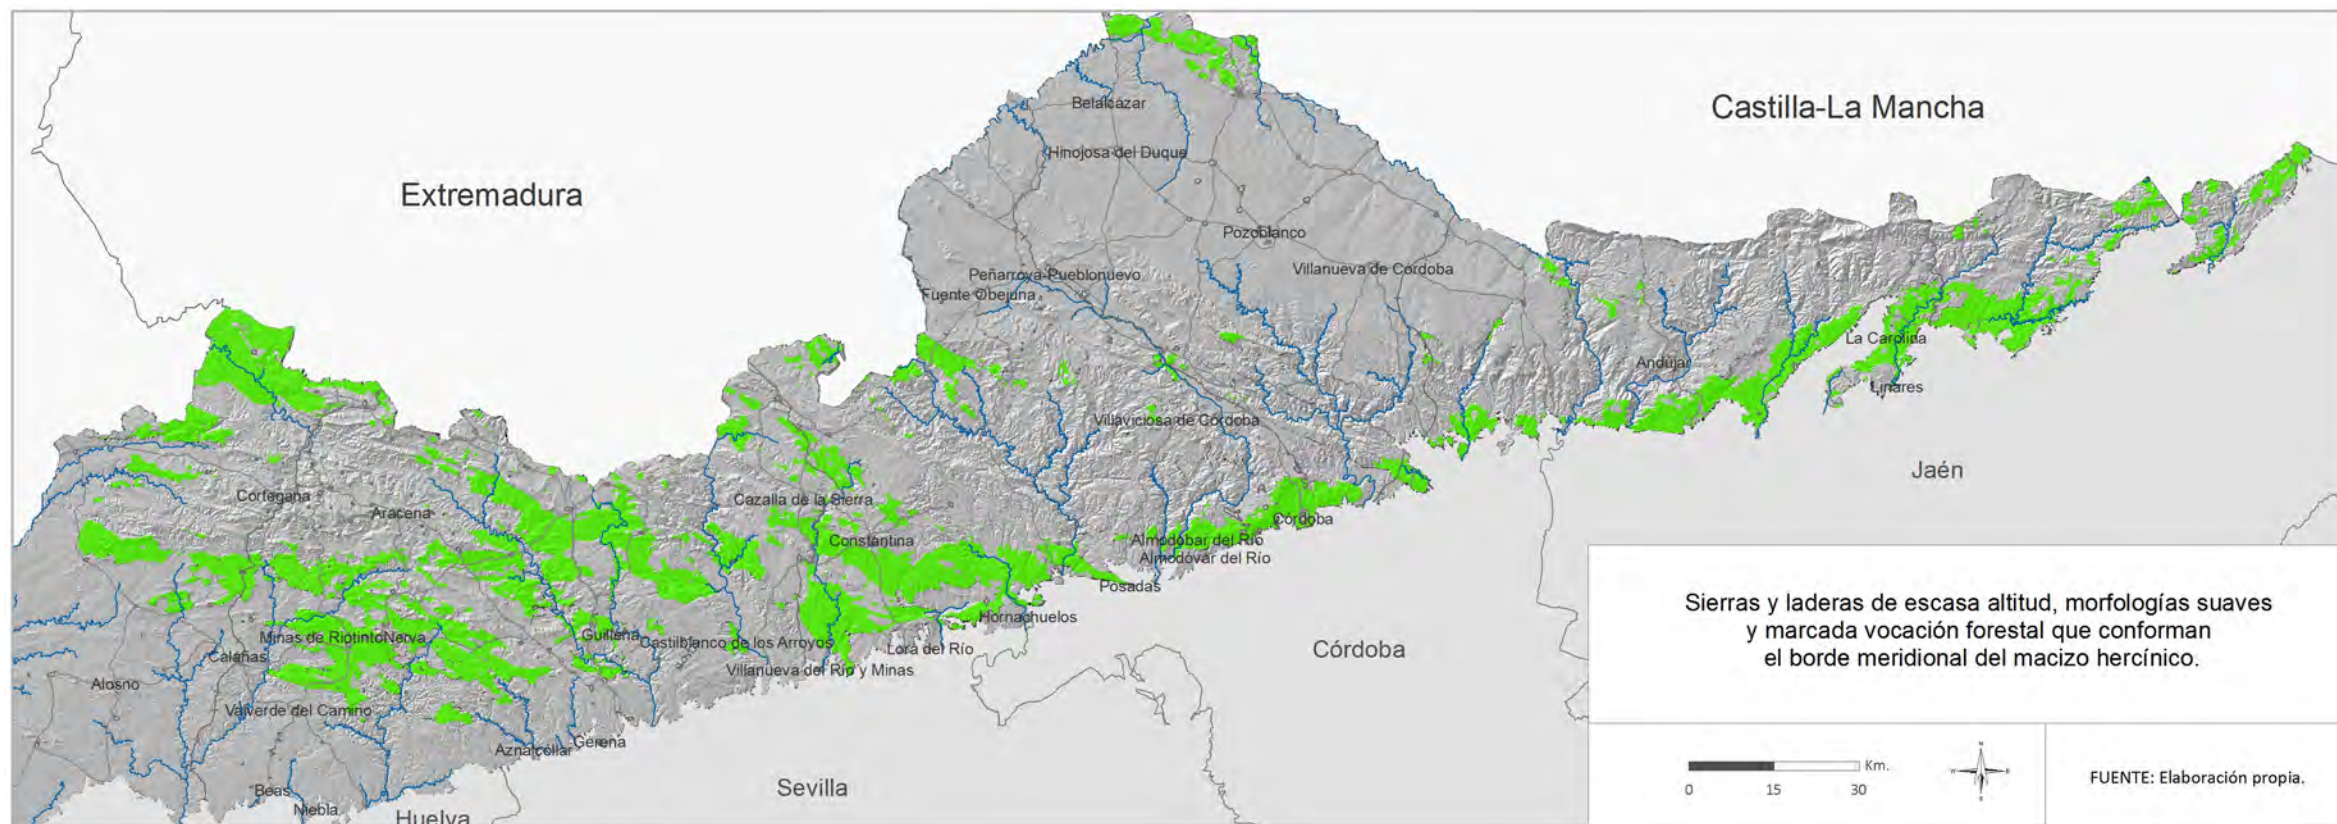 Extremadura
Castilla-La Mancha
Belalcázar
Hinojosa del Duque
Pozoblanco
Peñarroya-Pueblonuevo
Villanueva de Cordoba
Fuente Obejuna
La Carolina
Andújar
Linares
Villaviciosa de Córdoba
Jaén
Cortegana
Cazalla de la Sierra
Aracena
Córdoba
Constantina
Almodóbar del Río
Almodóvar del Río
Posadas
Hornachuelos
Minas de Riotinto
Nerva
Guillena
Castilblanco de los Arroyos
Lora del Río
Calañas
Villanueva del Río y Minas
Alosno
Valverde del Camino
Aznalcóllar
Gerena
Beas
Niebla
Huelva
Sevilla
Córdoba
Sierras y laderas de escasa altitud, morfologías suaves
y marcada vocación forestal que conforman
el borde meridional del macizo hercínico.
Km.
0 15 30
N
W E
S
FUENTE: Elaboración propia.